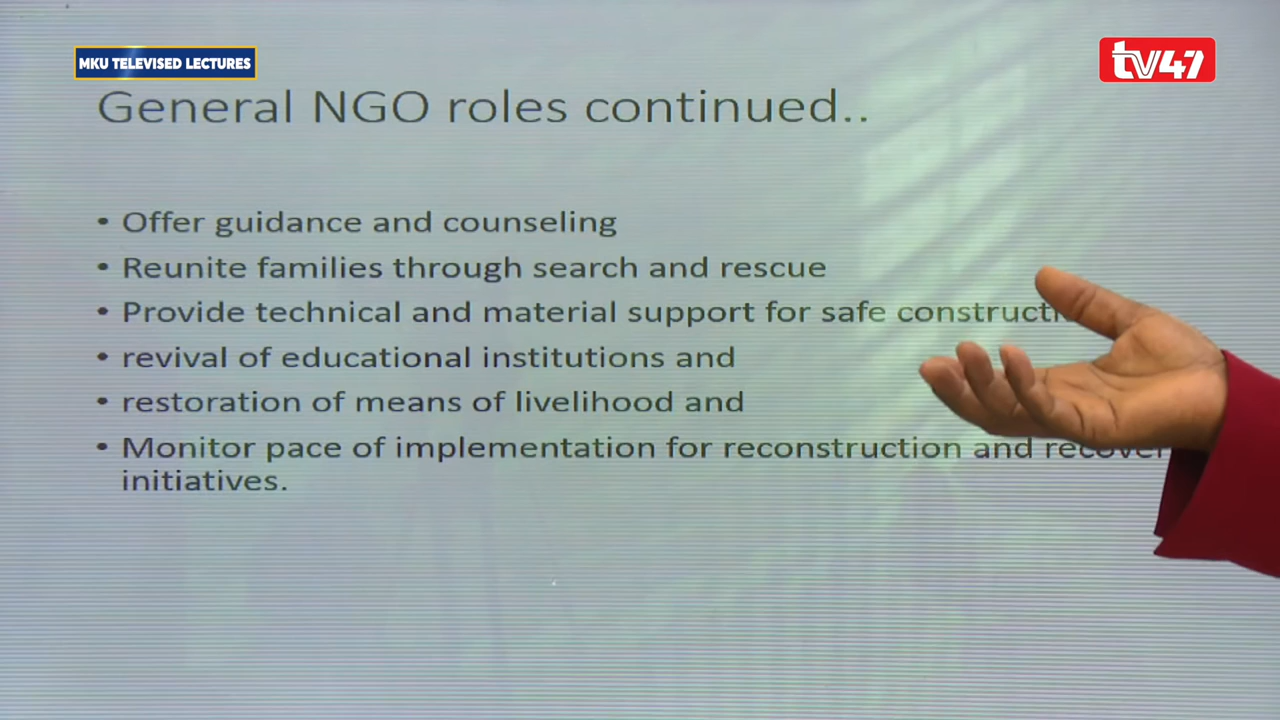 MKU TELEVISED LECTURES
tv47
General NGO roles continued..
• Offer guidance and counseling
• Reunite families through search and rescue
• Provide technical and material support for safe
• revival of educational institutions and
• restoration of means of livelihood and
• Monitor pace of implementation for reconstruction and
initiatives.